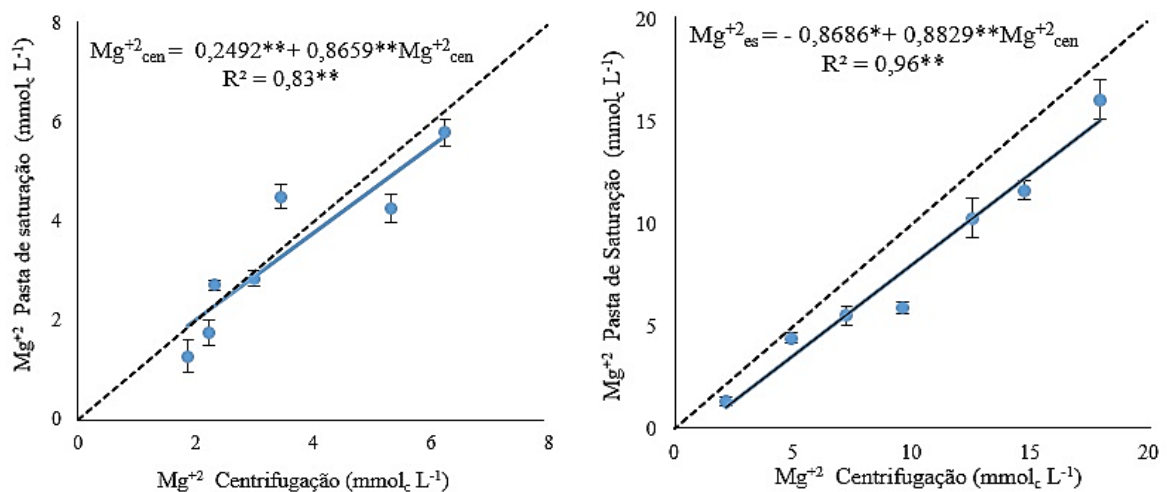 Mg⁺²cen = 0,2492**+ 0,8659**Mg⁺²cen
R² = 0,83**
Mg⁺² Pasta de saturação (mmolc L⁻¹)
8
6
4
2
0
0 2 4 6 8
Mg⁺² Centrifugação (mmolc L⁻¹)
Mg⁺²es = - 0,8686*+ 0,8829**Mg⁺²cen
R² = 0,96**
Mg⁺² Pasta de Saturação (mmolc L⁻¹)
20
15
10
5
0
0 5 10 15 20
Mg⁺² Centrifugação (mmolc L⁻¹)